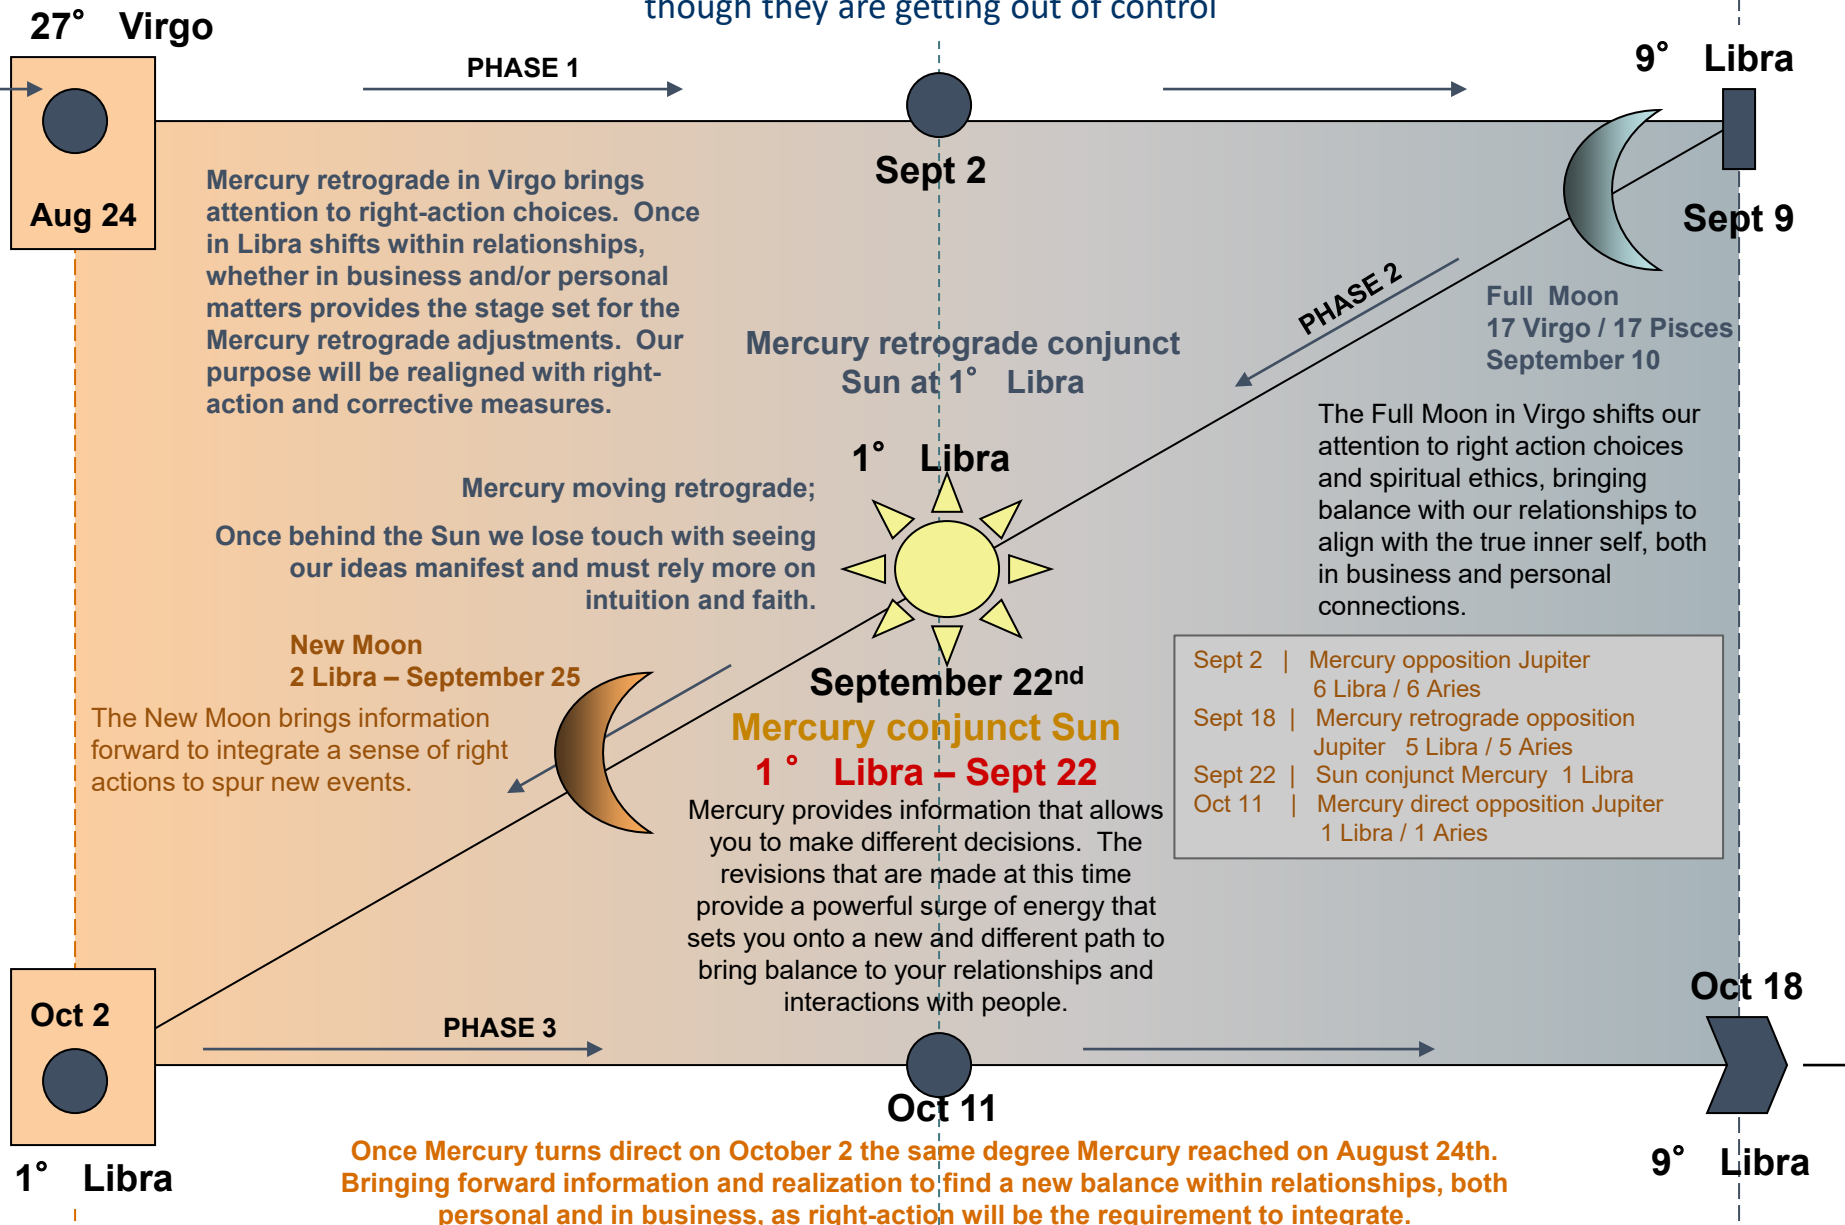 though they are getting out of control
27° Virgo
PHASE 1
9° Libra
Aug 24
Sept 2
Sept 9
Mercury retrograde in Virgo brings
attention to right-action choices.  Once
in Libra shifts within relationships,
whether in business and/or personal
matters provides the stage set for the
Mercury retrograde adjustments.  Our
purpose will be realigned with right-
action and corrective measures.
PHASE 2
Full  Moon
17 Virgo / 17 Pisces
September 10
Mercury retrograde conjunct
Sun at 1° Libra
The Full Moon in Virgo shifts our
attention to right action choices
and spiritual ethics, bringing
balance with our relationships to
align with the true inner self, both
in business and personal
connections.
1° Libra
Mercury moving retrograde;
Once behind the Sun we lose touch with seeing
our ideas manifest and must rely more on
intuition and faith.
New Moon
2 Libra – September 25
The New Moon brings information
forward to integrate a sense of right
actions to spur new events.
September 22nd
Mercury conjunct Sun
1 ° Libra – Sept 22
Mercury provides information that allows
you to make different decisions.  The
revisions that are made at this time
provide a powerful surge of energy that
sets you onto a new and different path to
bring balance to your relationships and
interactions with people.
Sept 2 | Mercury opposition Jupiter
6 Libra / 6 Aries
Sept 18 | Mercury retrograde opposition
Jupiter 5 Libra / 5 Aries
Sept 22 | Sun conjunct Mercury 1 Libra
Oct 11 | Mercury direct opposition Jupiter
1 Libra / 1 Aries
Oct 2
PHASE 3
Oct 18
Oct 11
1° Libra
9° Libra
Once Mercury turns direct on October 2 the same degree Mercury reached on August 24th.
Bringing forward information and realization to find a new balance within relationships, both
personal and in business, as right-action will be the requirement to integrate.